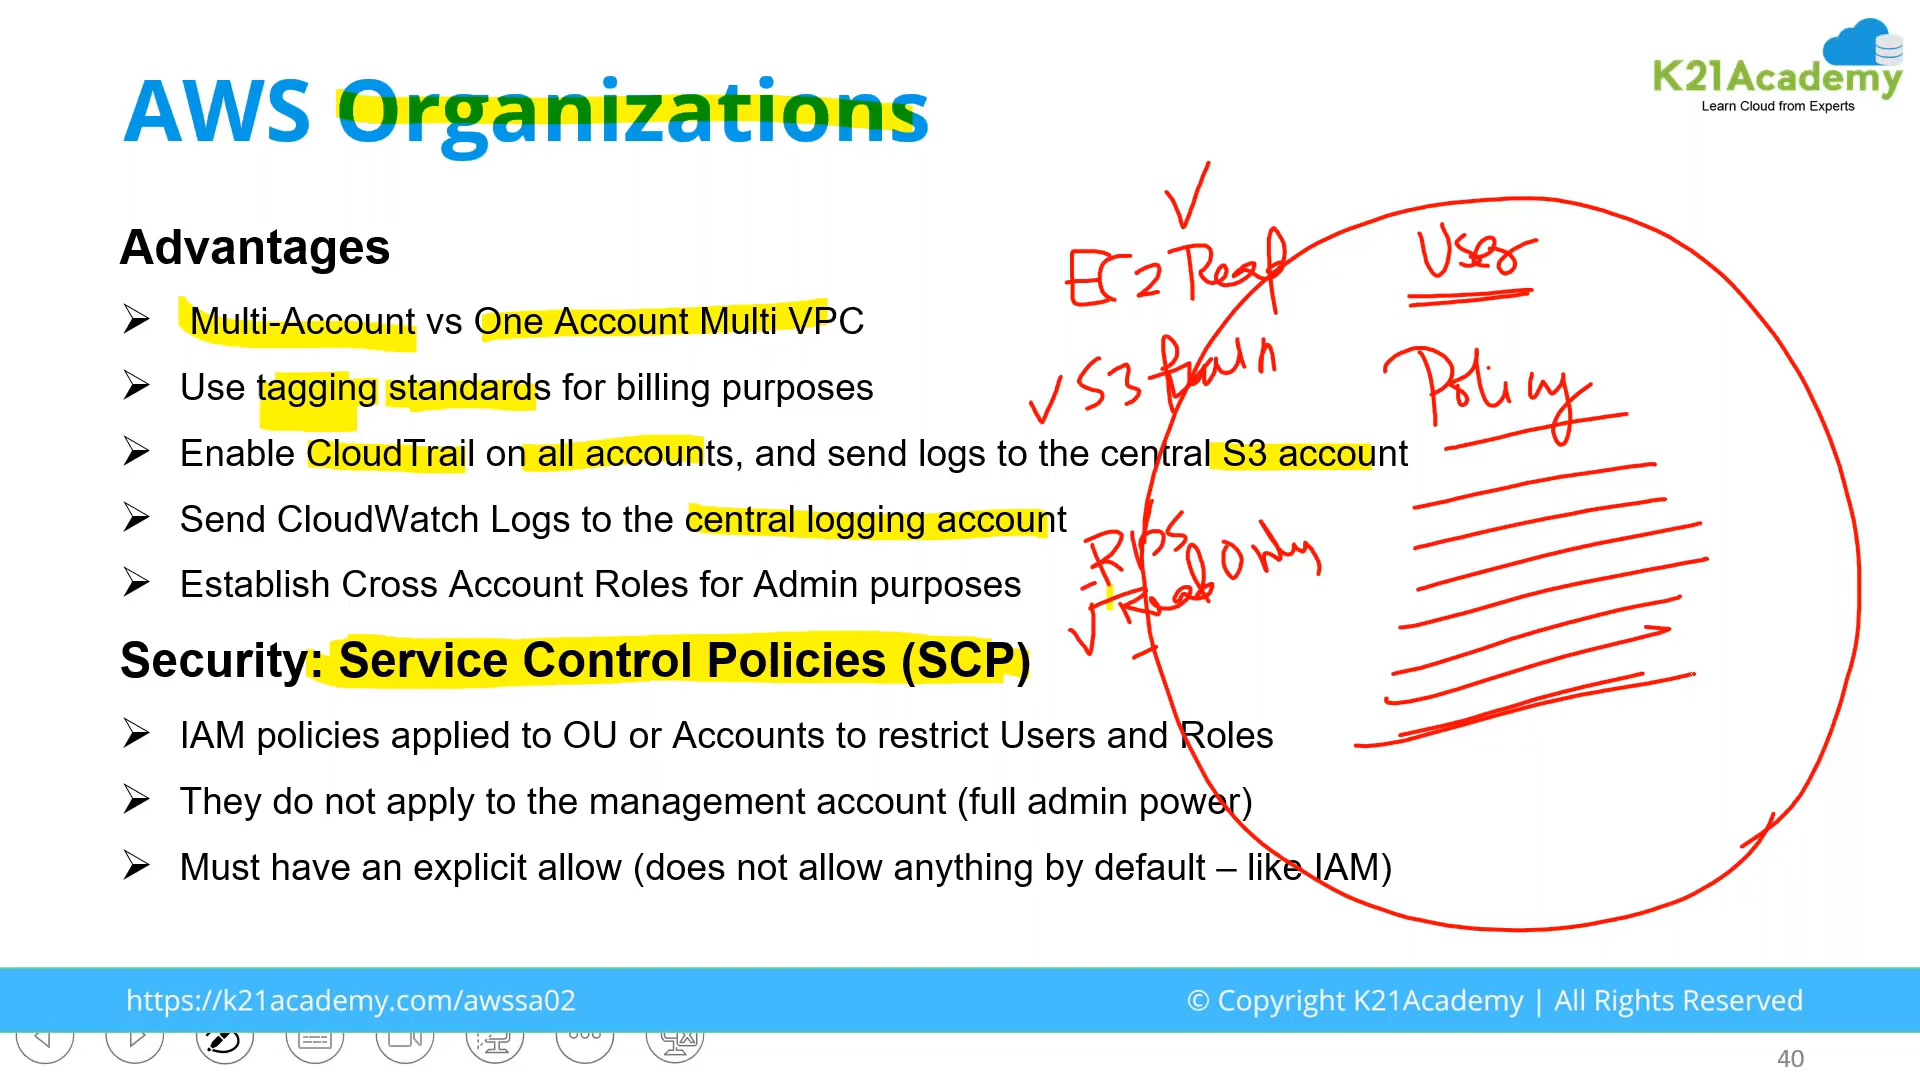 K21Academy
Learn Cloud from Experts
AWS Organizations
Advantages
Multi-Account vs One Account Multi VPC
Use tagging standards for billing purposes
Enable CloudTrail on all accounts, and send logs to the central S3 account
Send CloudWatch Logs to the central logging account
Establish Cross Account Roles for Admin purposes
Security: Service Control Policies (SCP)
IAM policies applied to OU or Accounts to restrict Users and Roles
They do not apply to the management account (full admin power)
Must have an explicit allow (does not allow anything by default – like IAM)
EC2 Read
S3
RDS
Read Only
User
Policy
https://k21academy.com/awssa02
© Copyright K21Academy | All Rights Reserved
40